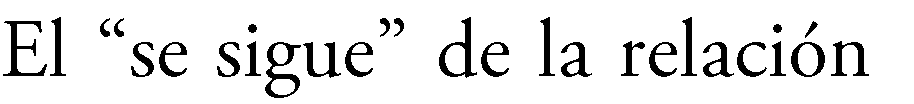 El “se sigue” de la relación